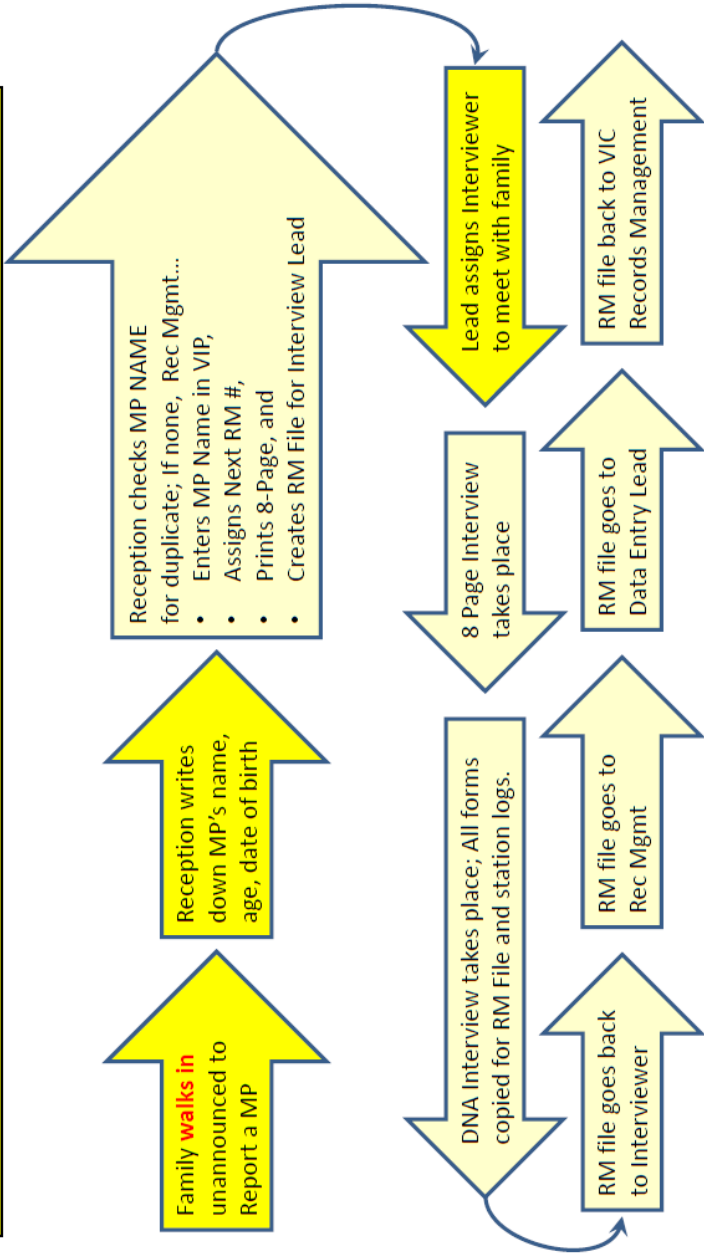 Family walks in
unannounced to
Report a MP
Reception writes
down MP's name,
age, date of birth
Reception checks MP NAME
for duplicate; If none, Rec Mgmt...
• Enters MP Name in VIP,
• Assigns Next RM #,
• Prints 8-Page, and
• Creates RM File for Interview Lead
Lead assigns Interviewer
to meet with family
8 Page Interview
takes place
DNA Interview takes place; All forms
copied for RM File and station logs.
RM file goes back
to Interviewer
RM file goes to
Rec Mgmt
RM file goes to
Data Entry Lead
RM file back to VIC
Records Management